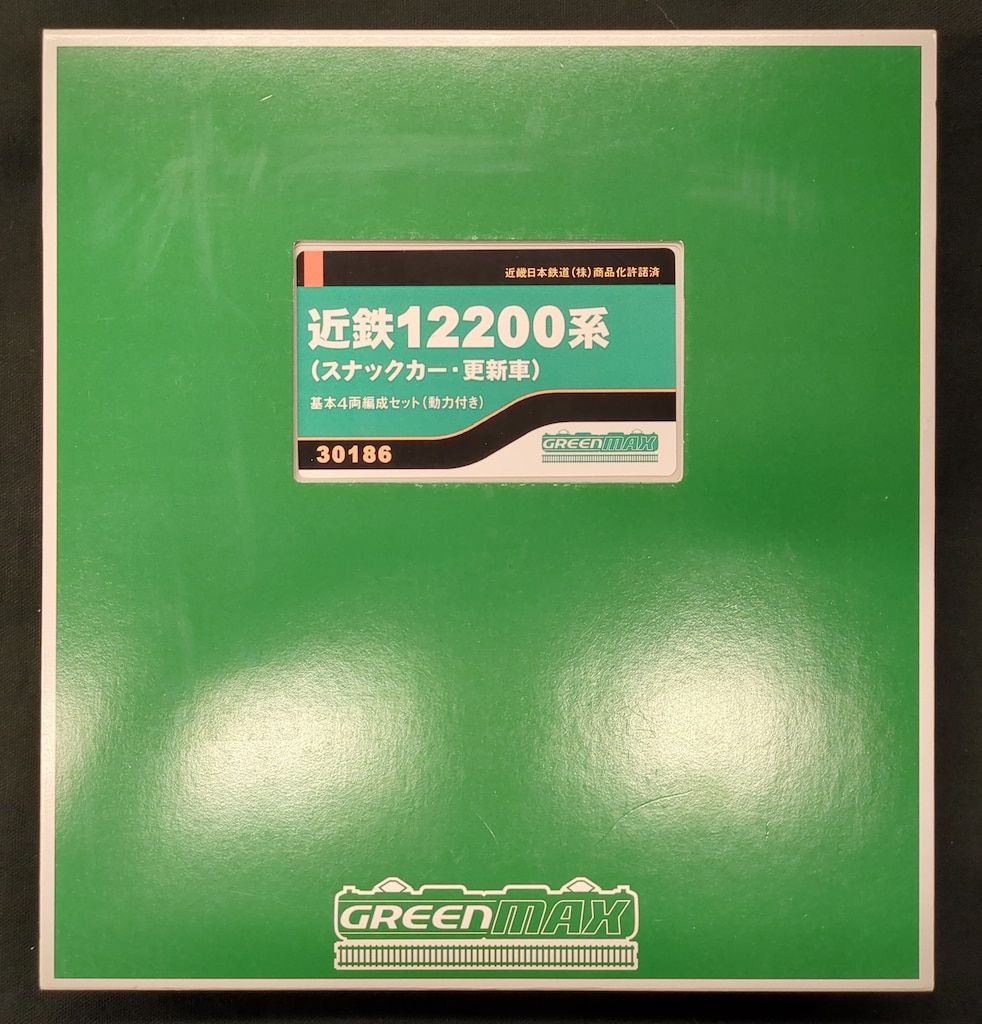 近畿日本鉄道(株)商品化許諾済
近鉄12200系
(スナックカー・更新車)
基本4両編成セット(動力付き)
30186
GREENMAX
GREENMAX